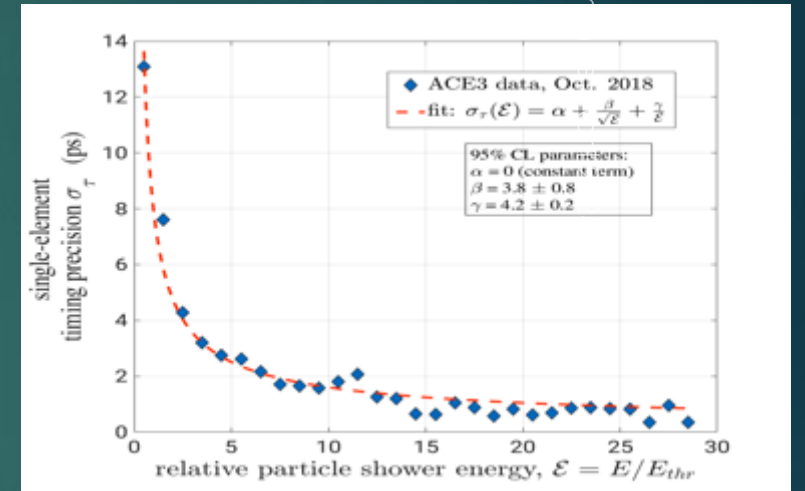 14
12
10
8
6
4
2
0
single-element
timing precision σ_τ (ps)
ACE3 data, Oct. 2018
fit: σ_τ(ℰ) = α + β/√ℰ + γ/ℰ
95% CL parameters:
α = 0 (constant term)
β = 3.8 ± 0.8
γ = 4.2 ± 0.2
0 5 10 15 20 25 30
relative particle shower energy, ℰ = E/E_thr